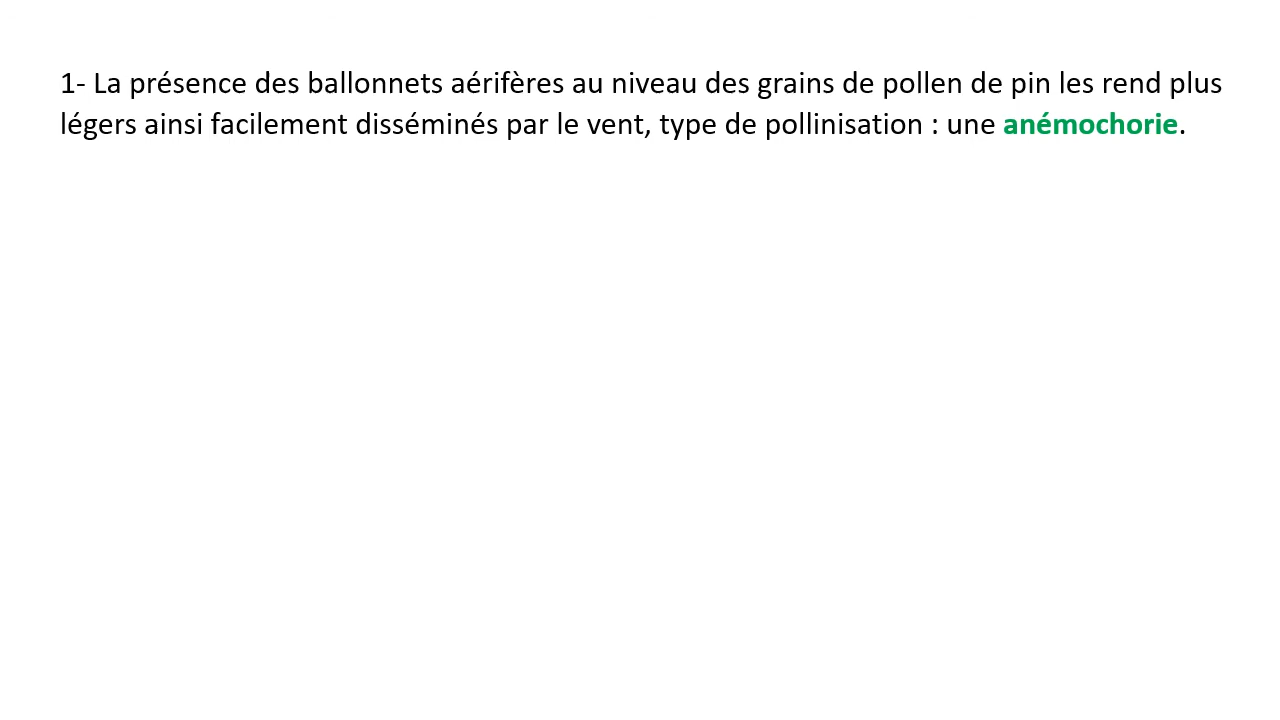 1- La présence des ballonnets aérifères au niveau des grains de pollen de pin les rend plus
légers ainsi facilement disséminés par le vent, type de pollinisation : une anémochorie.